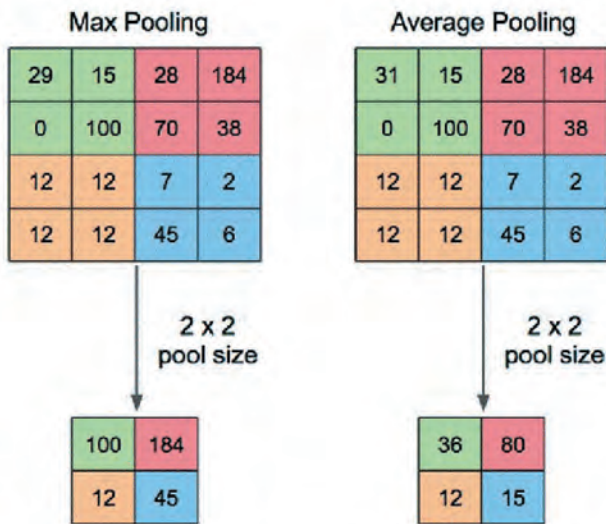 Max Pooling
29 15 28 184
0 100 70 38
12 12 7 2
12 12 45 6
2 x 2
pool size
100 184
12 45
Average Pooling
31 15 28 184
0 100 70 38
12 12 7 2
12 12 45 6
2 x 2
pool size
36 80
12 15